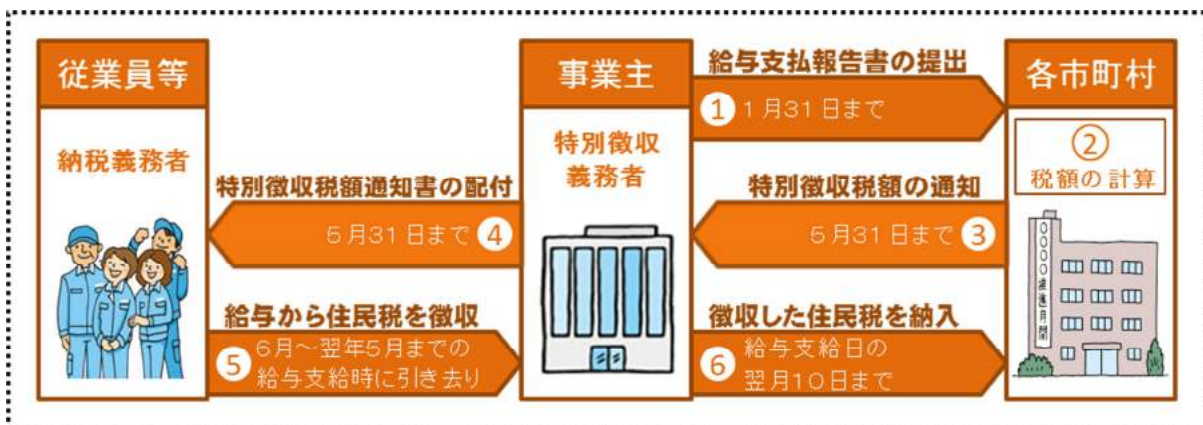 従業員等
納税義務者
事業主
特別徴収
義務者
各市町村
給与支払報告書の提出
① 1月31日まで
②
税額の計算
特別徴収税額の通知
5月31日まで ③
特別徴収税額通知書の配付
5月31日まで ④
給与から住民税を徴収
⑤ 6月～翌年5月までの
給与支給時に引き去り
徴収した住民税を納入
⑥ 給与支給日の
翌月10日まで